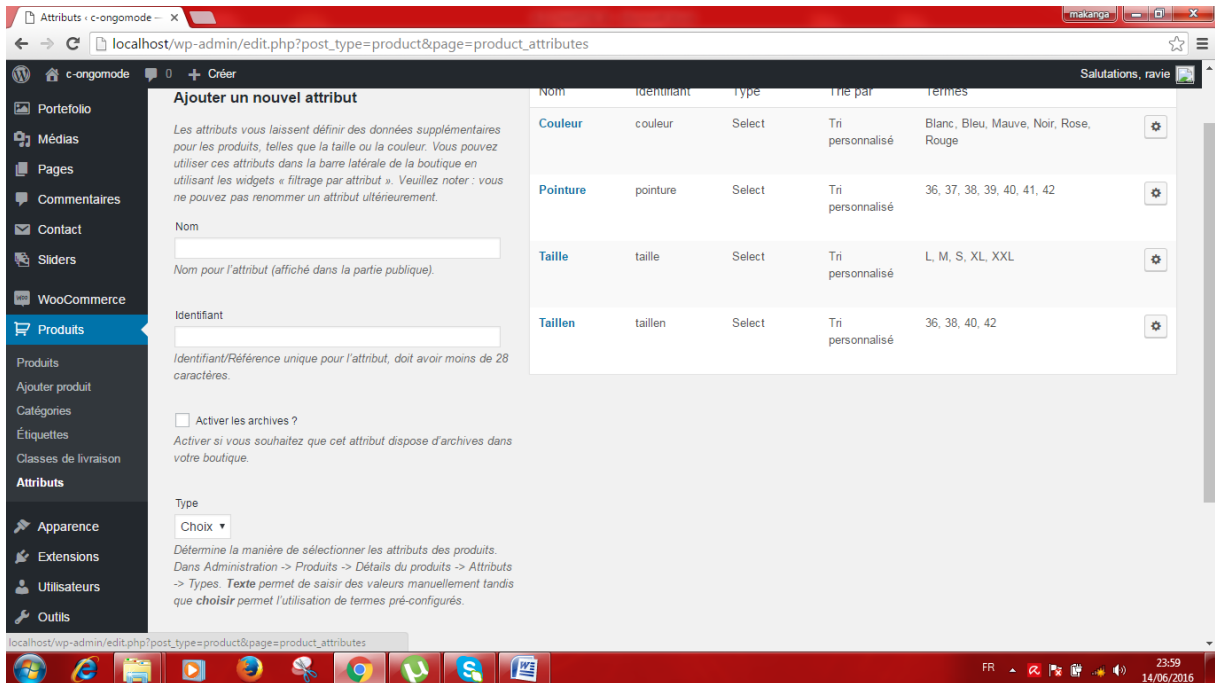 Attributs ‹ c-ongomode —
makanga
localhost/wp-admin/edit.php?post_type=product&page=product_attributes
c-ongomode 0 + Créer
Salutations, ravie
Portefolio
Médias
Pages
Commentaires
Contact
Sliders
WooCommerce
Produits
Produits
Ajouter produit
Catégories
Étiquettes
Classes de livraison
Attributs
Apparence
Extensions
Utilisateurs
Outils
Ajouter un nouvel attribut
Les attributs vous laissent définir des données supplémentaires
pour les produits, telles que la taille ou la couleur. Vous pouvez
utiliser ces attributs dans la barre latérale de la boutique en
utilisant les widgets « filtrage par attribut ». Veuillez noter : vous
ne pouvez pas renommer un attribut ultérieurement.
Nom
Nom pour l'attribut (affiché dans la partie publique).
Identifiant
Identifiant/Référence unique pour l'attribut, doit avoir moins de 28
caractères.
Activer les archives ?
Activer si vous souhaitez que cet attribut dispose d'archives dans
votre boutique.
Type
Choix
Détermine la manière de sélectionner les attributs des produits.
Dans Administration -> Produits -> Détails du produits -> Attributs
-> Types. Texte permet de saisir des valeurs manuellement tandis
que choisir permet l'utilisation de termes pré-configurés.
Nom Identifiant Type Trié par Termes
Couleur couleur Select Tri personnalisé Blanc, Bleu, Mauve, Noir, Rose,
Rouge
Pointure pointure Select Tri personnalisé 36, 37, 38, 39, 40, 41, 42
Taille taille Select Tri personnalisé L, M, S, XL, XXL
Taillen taillen Select Tri personnalisé 36, 38, 40, 42
localhost/wp-admin/edit.php?post_type=product&page=product_attributes
FR
23:59
14/06/2016